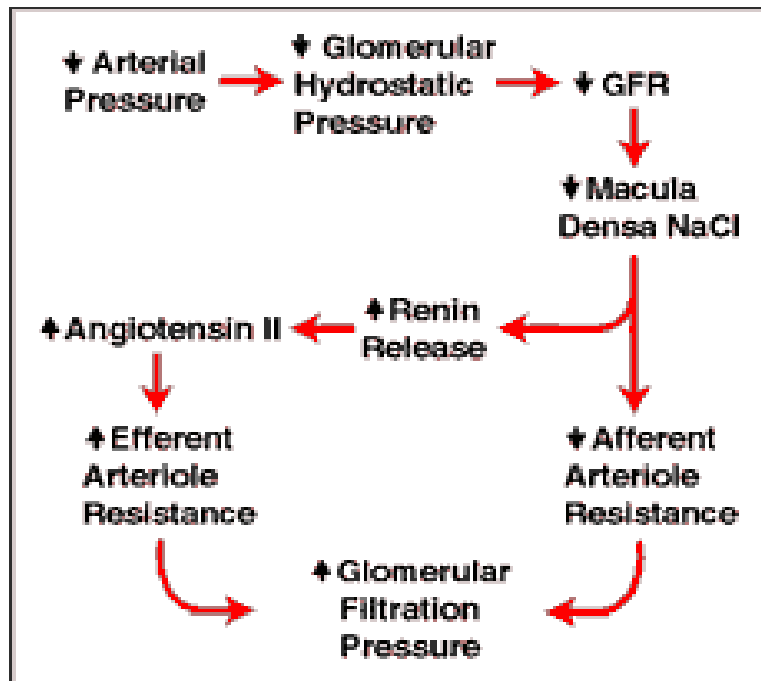 ↓ Arterial
Pressure
↓ Glomerular
Hydrostatic
Pressure
↓ GFR
↓ Macula
Densa NaCl
↑ Renin
Release
↑ Angiotensin II
↑ Efferent
Arteriole
Resistance
↓ Afferent
Arteriole
Resistance
↑ Glomerular
Filtration
Pressure